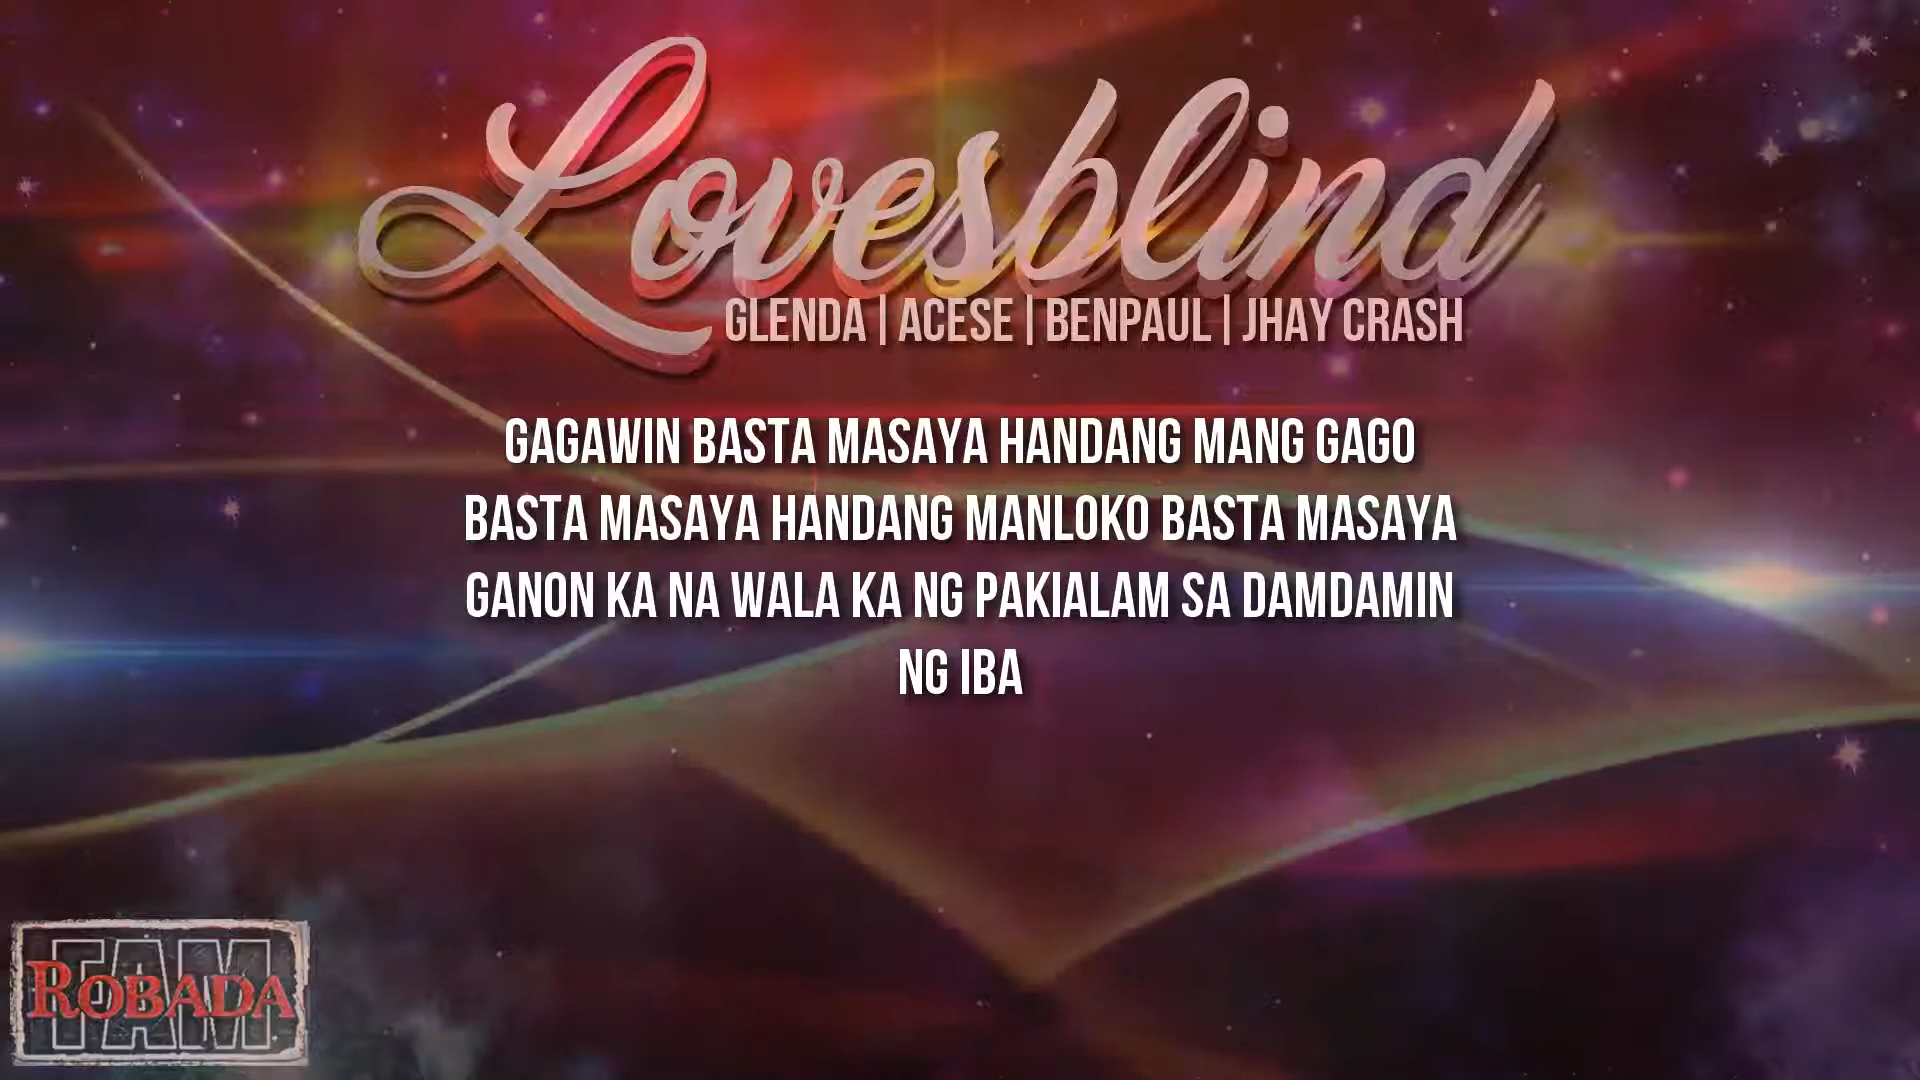 Lovesblind
GLENDA | ACESE | BENPAUL | JHAY CRASH
GAGAWIN BASTA MASAYA HANDANG MANG GAGO
BASTA MASAYA HANDANG MANLOKO BASTA MASAYA
GANON KA NA WALA KA NG PAKIALAM SA DAMDAMIN
NG IBA
ROBADA
FAM